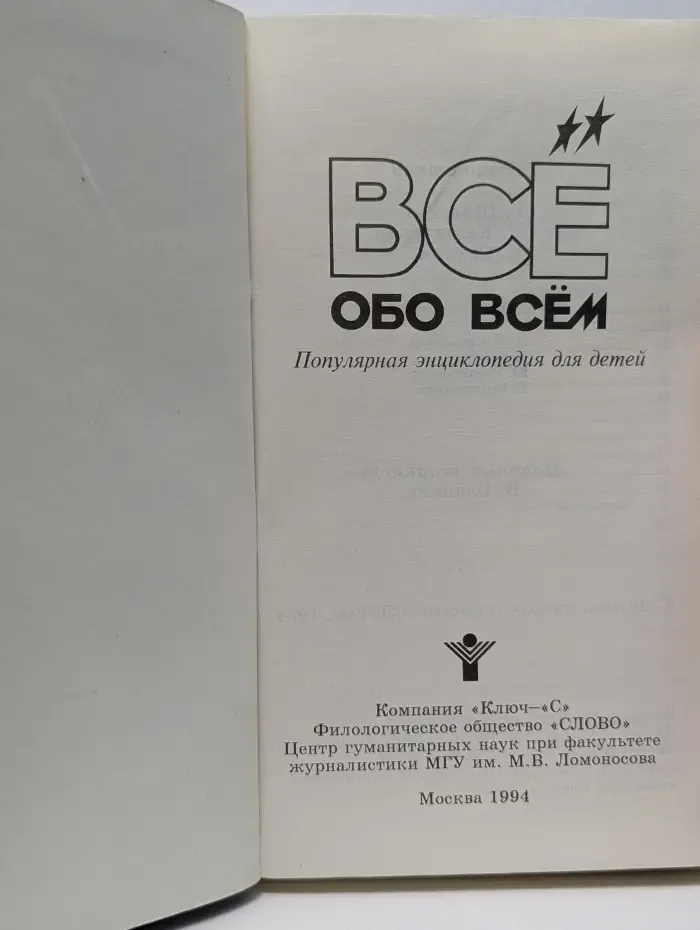 ВСЁ
ОБО ВСЁМ
Популярная энциклопедия для детей
Компания «Ключ—«С»
Филологическое общество «СЛОВО»
Центр гуманитарных наук при факультете
журналистики МГУ им. М.В. Ломоносова
Москва 1994